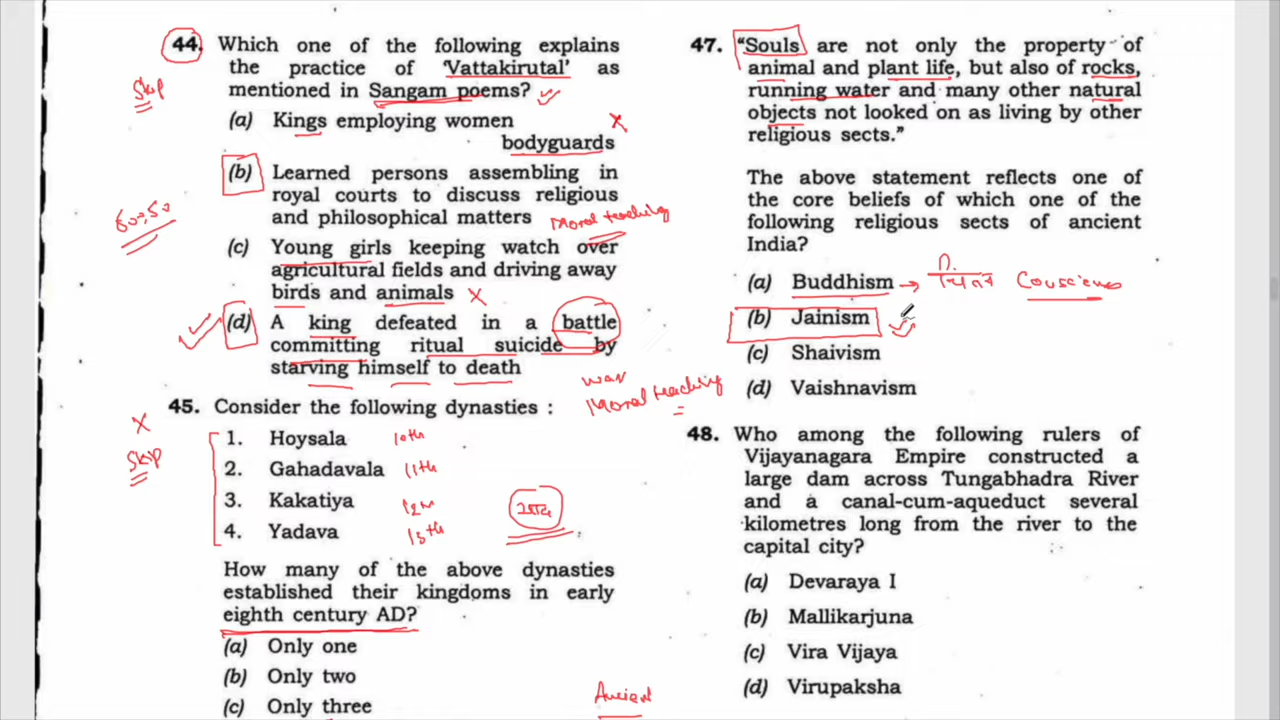 44. Which one of the following explains
the practice of 'Vattakirutal' as
mentioned in Sangam poems?
Skip
(a) Kings employing women
bodyguards
(b) Learned persons assembling in
royal courts to discuss religious
and philosophical matters
Moral teaching
50:50
(c) Young girls keeping watch over
agricultural fields and driving away
birds and animals
(d) A king defeated in a battle
committing ritual suicide by
starving himself to death
war
Moral teaching
45. Consider the following dynasties :
Skip
1. Hoysala 10th
2. Gahadavala 11th
3. Kakatiya 12th
4. Yadava 13th
How many of the above dynasties
established their kingdoms in early
eighth century AD?
(a) Only one
(b) Only two
(c) Only three
Ancient
47. "Souls are not only the property of
animal and plant life, but also of rocks,
running water and many other natural
objects not looked on as living by other
religious sects."
The above statement reflects one of
the core beliefs of which one of the
following religious sects of ancient
India?
(a) Buddhism → Conscious
(b) Jainism
(c) Shaivism
(d) Vaishnavism
48. Who among the following rulers of
Vijayanagara Empire constructed a
large dam across Tungabhadra River
and a canal-cum-aqueduct several
kilometres long from the river to the
capital city?
(a) Devaraya I
(b) Mallikarjuna
(c) Vira Vijaya
(d) Virupaksha